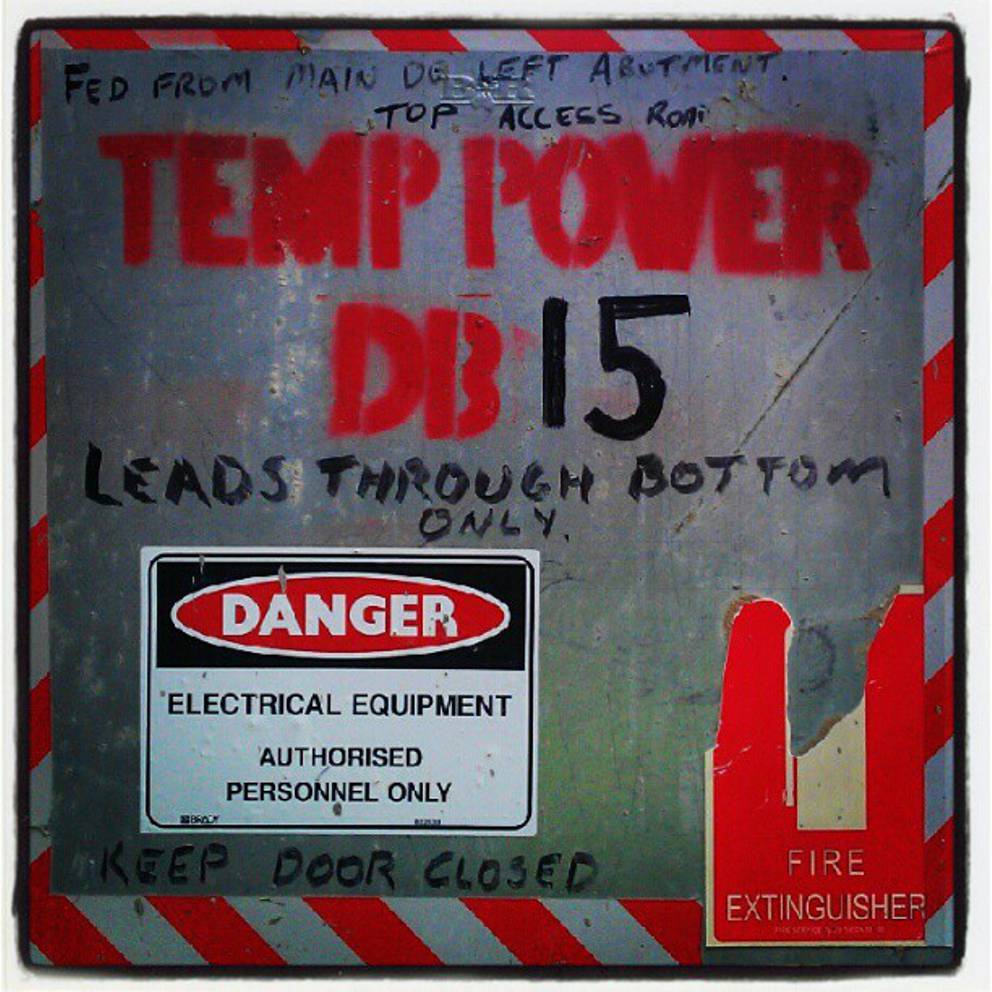 FED FROM MAIN DB LEFT ABUTMENT.
TOP ACCESS ROAD
TEMP POWER
DB 15
LEADS THROUGH BOTTOM
ONLY.
DANGER
ELECTRICAL EQUIPMENT
AUTHORISED
PERSONNEL ONLY
BRADY
KEEP DOOR CLOSED
FIRE
EXTINGUISHER